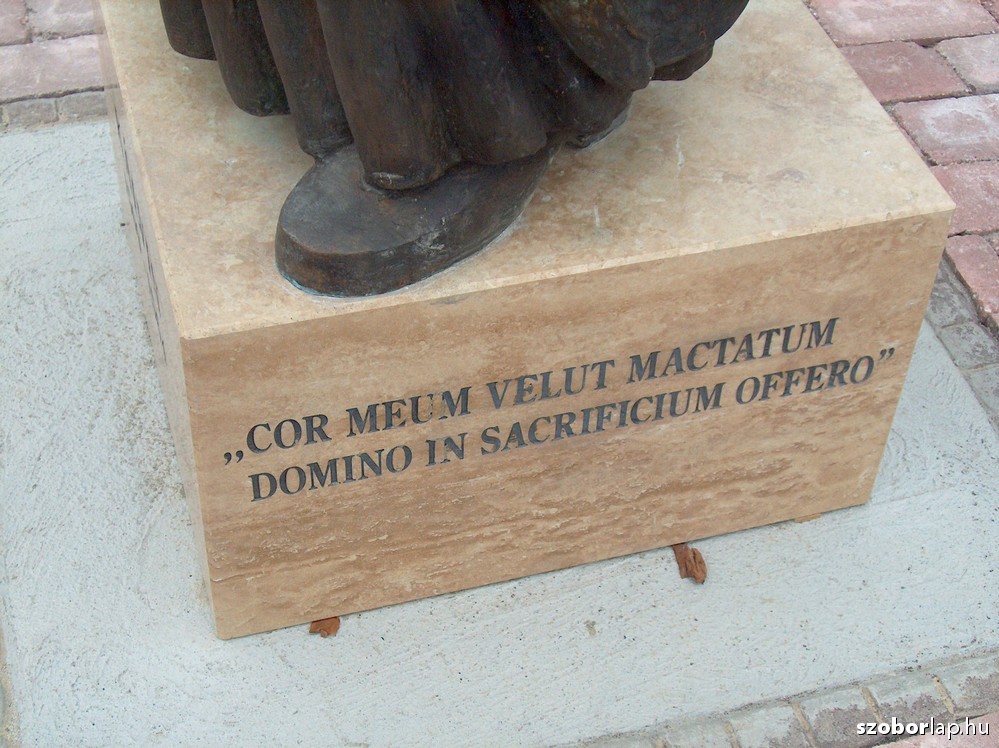 „COR MEUM VELUT MACTATUM
DOMINO IN SACRIFICIUM OFFERO”
szoborlap.hu